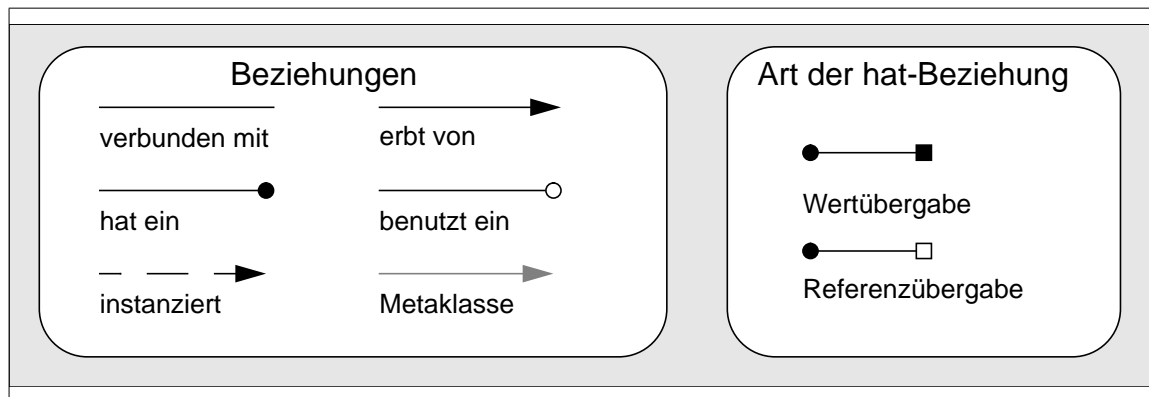 Beziehungen
verbunden mit
erbt von
hat ein
benutzt ein
instanziert
Metaklasse
Art der hat-Beziehung
Wertübergabe
Referenzübergabe